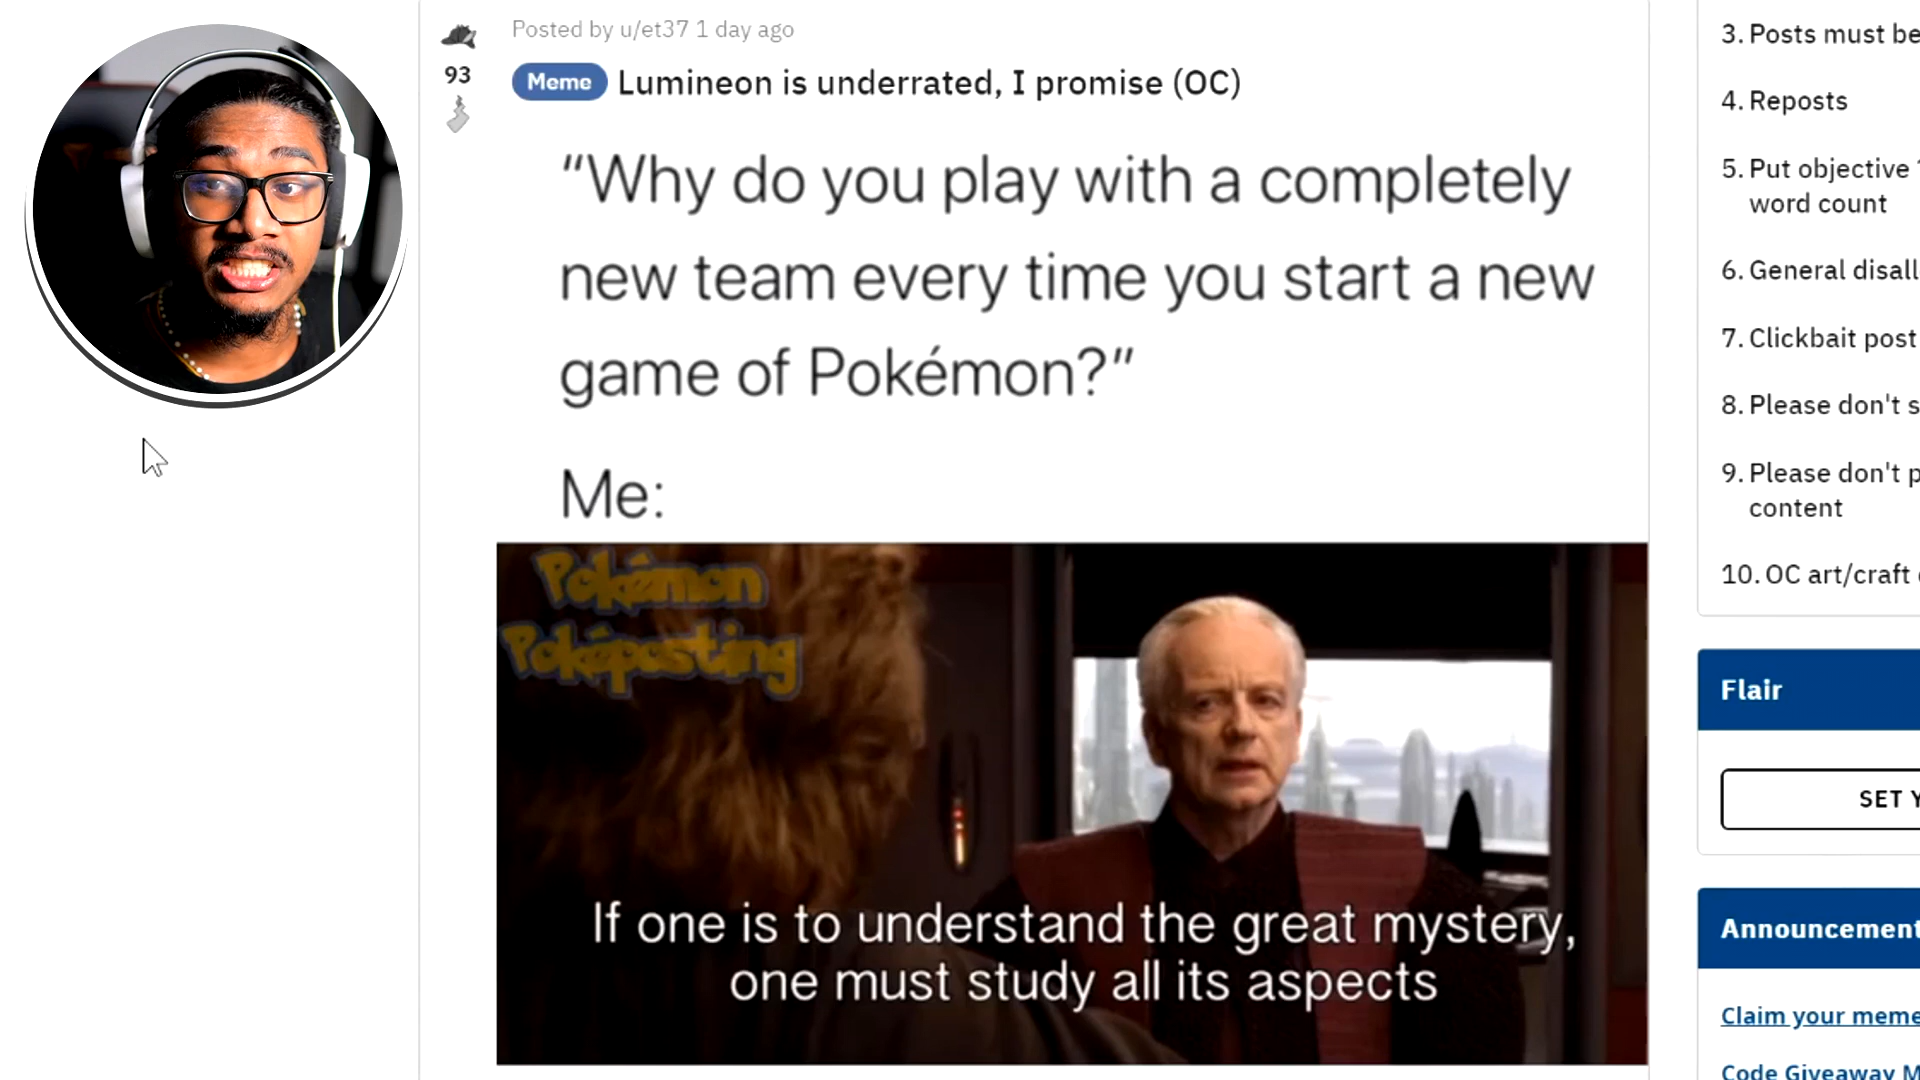 Posted by u/et37 1 day ago
93
Meme Lumineon is underrated, I promise (OC)
“Why do you play with a completely
new team every time you start a new
game of Pokémon?”
Me:
Pokémon
Poképosting
If one is to understand the great mystery,
one must study all its aspects
3. Posts must be
4. Reposts
5. Put objective
word count
6. General disall
7. Clickbait post
8. Please don't s
9. Please don't p
content
10. OC art/craft
Flair
SET Y
Announcement
Claim your meme
Code Giveaway M